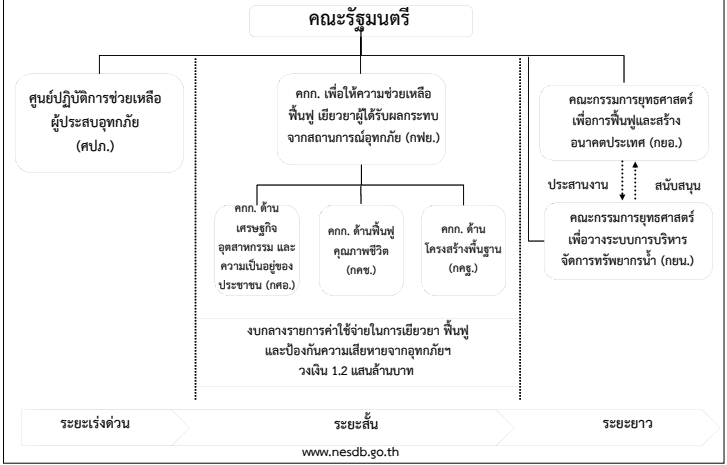 คณะรัฐมนตรี
ศูนย์ปฏิบัติการช่วยเหลือ
ผู้ประสบอุทกภัย
(ศปภ.)
คกก. เพื่อให้ความช่วยเหลือ
ฟื้นฟู เยียวยาผู้ได้รับผลกระทบ
จากสถานการณ์อุทกภัย (กฟย.)
คกก. ด้าน
เศรษฐกิจ
อุตสาหกรรม และ
ความเป็นอยู่ของ
ประชาชน (กศอ.)
คกก. ด้านฟื้นฟู
คุณภาพชีวิต
(กคช.)
คกก. ด้าน
โครงสร้างพื้นฐาน
(กคฐ.)
คณะกรรมการยุทธศาสตร์
เพื่อการฟื้นฟูและสร้าง
อนาคตประเทศ (กยอ.)
ประสานงาน
สนับสนุน
คณะกรรมการยุทธศาสตร์
เพื่อวางระบบการบริหาร
จัดการทรัพยากรน้ำ (กยน.)
งบกลางรายการค่าใช้จ่ายในการเยียวยา ฟื้นฟู
และป้องกันความเสียหายจากอุทกภัยฯ
วงเงิน 1.2 แสนล้านบาท
ระยะเร่งด่วน
ระยะสั้น
ระยะยาว
www.nesdb.go.th